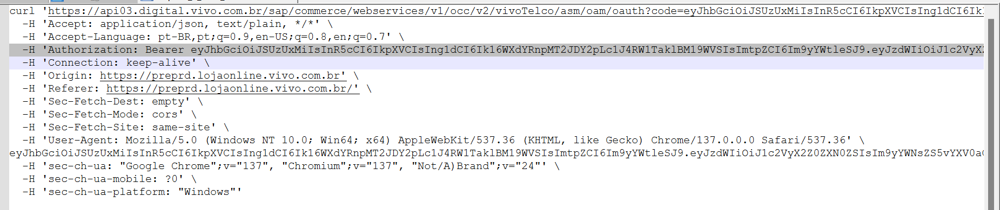 curl 'https://api03.digital.vivo.com.br/sap/commerce/webservices/v1/occ/v2/vivoTelco/asm/oam/oauth?code=eyJhbGciOiJSUzUxMiIsInR5cCI6IkpXVCIsIng1dCI6Ik
-H 'Accept: application/json, text/plain, */*' \
-H 'Accept-Language: pt-BR,pt;q=0.9,en-US;q=0.8,en;q=0.7' \
-H 'Authorization: Bearer eyJhbGciOiJSUzUxMiIsInR5cCI6IkpXVCIsIng1dCI6Ik16WXdYRnpMT2JDY2pLc1J4RW1TaklBM19WVSIsImtpZCI6Im9yYWtleSJ9.eyJzdWIiOiJ1c2VyX2
-H 'Connection: keep-alive' \
-H 'Origin: https://preprd.lojaonline.vivo.com.br' \
-H 'Referer: https://preprd.lojaonline.vivo.com.br/' \
-H 'Sec-Fetch-Dest: empty' \
-H 'Sec-Fetch-Mode: cors' \
-H 'Sec-Fetch-Site: same-site' \
-H 'User-Agent: Mozilla/5.0 (Windows NT 10.0; Win64; x64) AppleWebKit/537.36 (KHTML, like Gecko) Chrome/137.0.0.0 Safari/537.36' \
eyJhbGciOiJSUzUxMiIsInR5cCI6IkpXVCIsIng1dCI6Ik16WXdYRnpMT2JDY2pLc1J4RW1TaklBM19WVSIsImtpZCI6Im9yYWtleSJ9.eyJzdWIiOiJ1c2VyX2Z0ZXN0ZSIsIm9yYWNsZS5vYXV0a
-H 'sec-ch-ua: "Google Chrome";v="137", "Chromium";v="137", "Not/A)Brand";v="24"' \
-H 'sec-ch-ua-mobile: ?0' \
-H 'sec-ch-ua-platform: "Windows"'